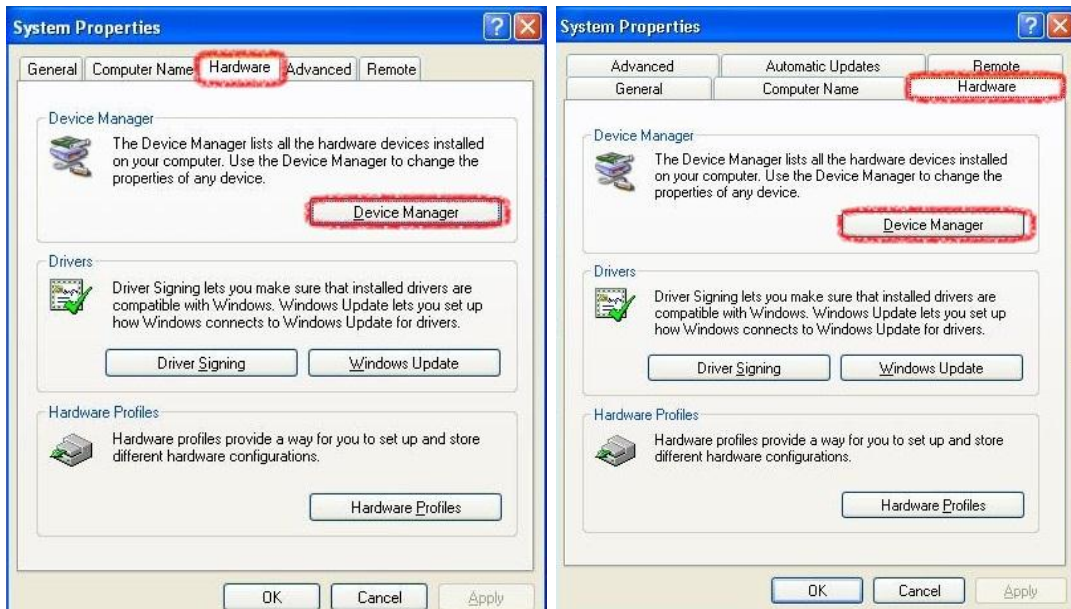 System Properties
General Computer Name Hardware Advanced Remote
Device Manager
The Device Manager lists all the hardware devices installed
on your computer. Use the Device Manager to change the
properties of any device.
Device Manager
Drivers
Driver Signing lets you make sure that installed drivers are
compatible with Windows. Windows Update lets you set up
how Windows connects to Windows Update for drivers.
Driver Signing Windows Update
Hardware Profiles
Hardware profiles provide a way for you to set up and store
different hardware configurations.
Hardware Profiles
OK Cancel Apply
System Properties
Advanced Automatic Updates Remote
General Computer Name Hardware
Device Manager
The Device Manager lists all the hardware devices installed
on your computer. Use the Device Manager to change the
properties of any device.
Device Manager
Drivers
Driver Signing lets you make sure that installed drivers are
compatible with Windows. Windows Update lets you set up
how Windows connects to Windows Update for drivers.
Driver Signing Windows Update
Hardware Profiles
Hardware profiles provide a way for you to set up and store
different hardware configurations.
Hardware Profiles
OK Cancel Apply